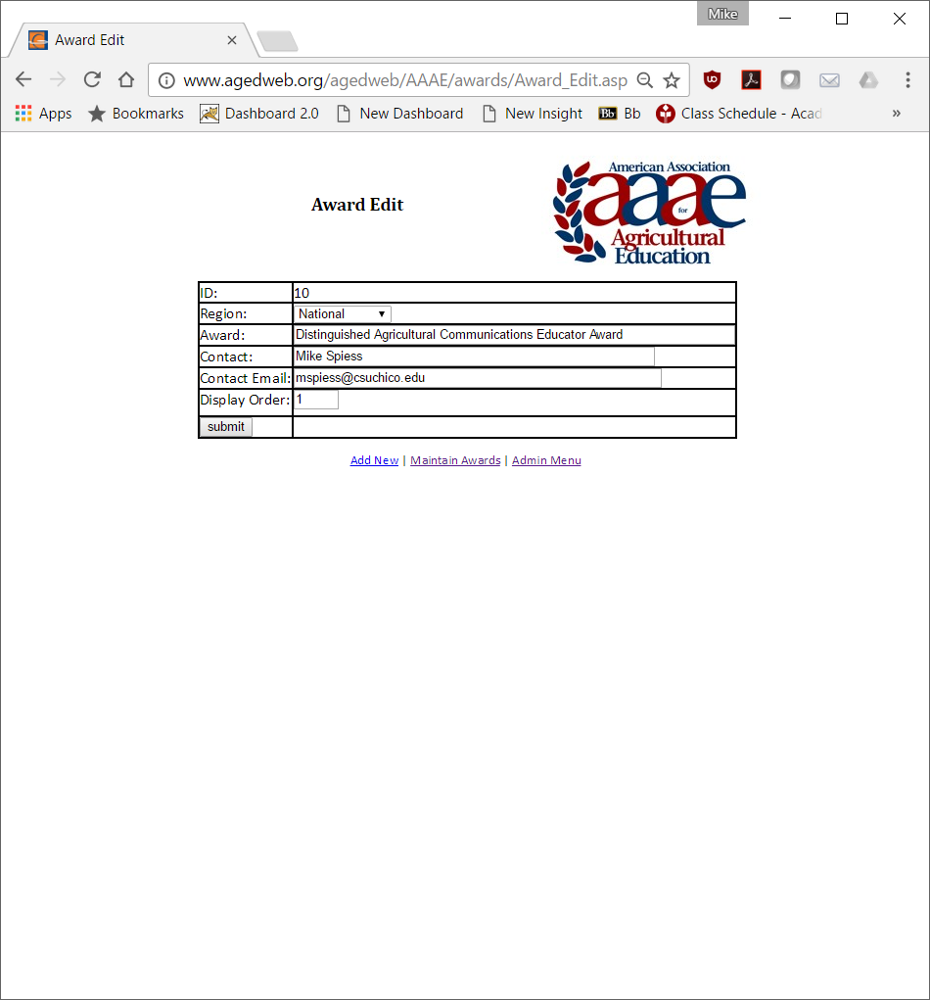 Mike
Award Edit
www.agedweb.org/agedweb/AAAE/awards/Award_Edit.asp
Apps Bookmarks Dashboard 2.0 New Dashboard New Insight Bb Bb Class Schedule - Acad »
American Association
aaae
for
Agricultural
Education
Award Edit
ID: 10
Region: National
Award: Distinguished Agricultural Communications Educator Award
Contact: Mike Spiess
Contact Email: mspiess@csuchico.edu
Display Order: 1
submit
Add New | Maintain Awards | Admin Menu